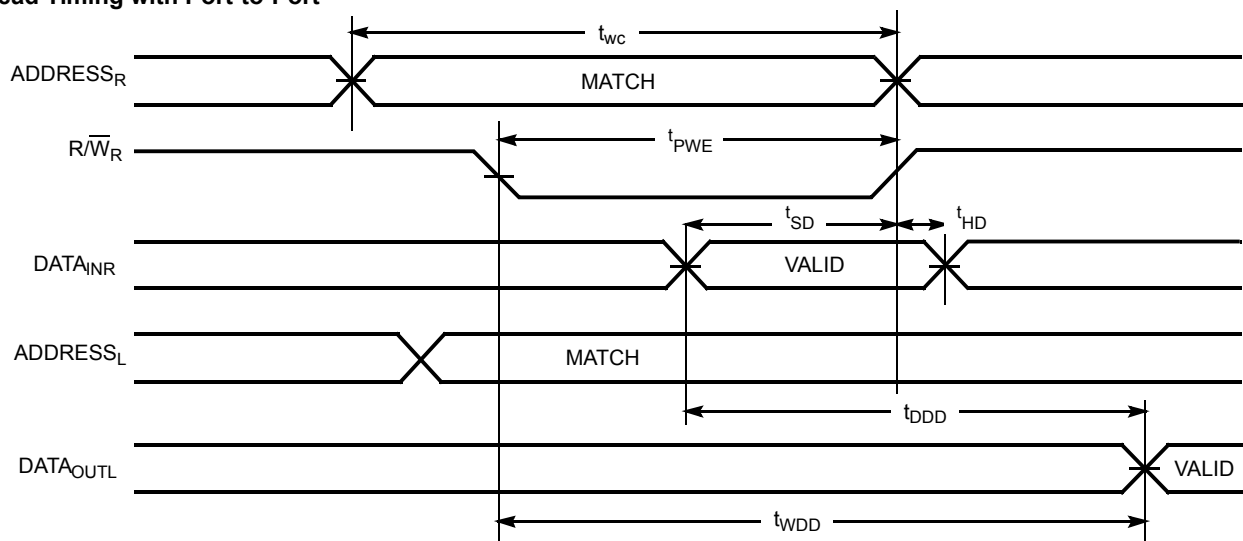 Read Timing with Port-to-Port
t_wc
ADDRESS_R
MATCH
R/W̅_R
t_PWE
t_SD
t_HD
DATA_INR
VALID
ADDRESS_L
MATCH
t_DDD
DATA_OUTL
VALID
t_WDD